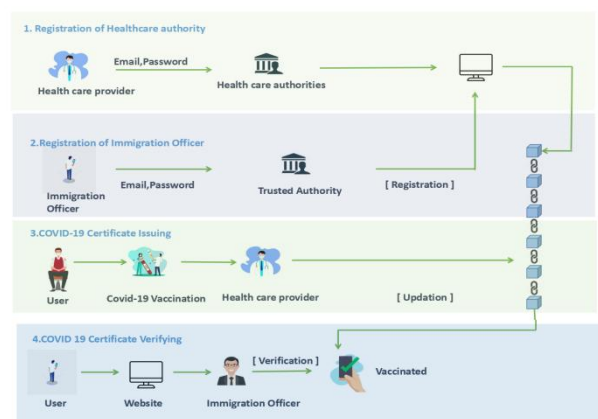 1. Registration of Healthcare authority
Email,Password
Health care provider
Health care authorities
2.Registration of Immigration Officer
Email,Password
Trusted Authority
[ Registration ]
Immigration
Officer
3.COVID-19 Certificate Issuing
User
Covid-19 Vaccination
Health care provider
[ Updation ]
4.COVID 19 Certificate Verifying
[ Verification ]
Vaccinated
User
Website
Immigration Officer